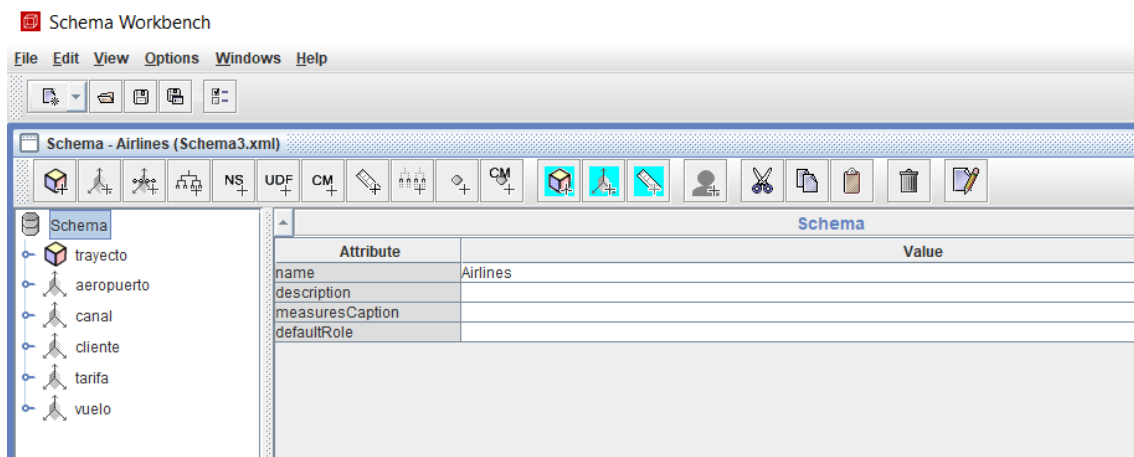 Schema Workbench
File Edit View Options Windows Help
Schema - Airlines (Schema3.xml)
NS UDF CM CM
Schema
trayecto
aeropuerto
canal
cliente
tarifa
vuelo
Schema
Attribute Value
name Airlines
description
measuresCaption
defaultRole